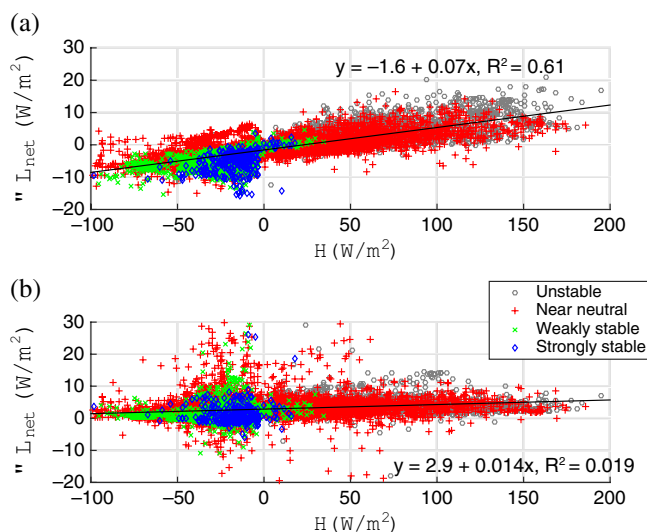 (a)
y = −1.6 + 0.07x, R² = 0.61
30
20
10
0
−10
−20
" L_net (W/m²)
−100 −50 0 50 100 150 200
H (W/m²)
(b)
Unstable
Near neutral
Weakly stable
Strongly stable
30
20
10
0
−10
−20
" L_net (W/m²)
y = 2.9 + 0.014x, R² = 0.019
−100 −50 0 50 100 150 200
H (W/m²)